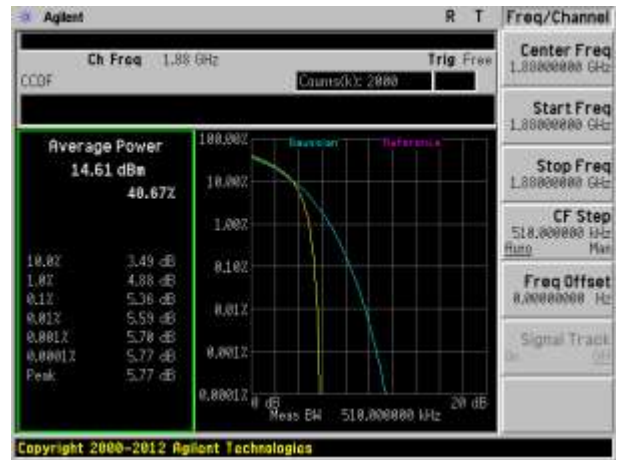 Agilent R T Freq/Channel
Ch Freq 1.88 GHz Trig Free
CCDF Counts(k): 2000
Center Freq
1.88000000 GHz
Start Freq
1.88000000 GHz
Stop Freq
1.88000000 GHz
CF Step
510.000000 kHz
Auto Man
Freq Offset
0.00000000 Hz
Signal Track
On Off
Average Power
14.61 dBm
40.67%
10.0% 3.49 dB
1.0% 4.88 dB
0.1% 5.36 dB
0.01% 5.59 dB
0.001% 5.70 dB
0.0001% 5.77 dB
Peak 5.77 dB
100.00% Gaussian Reference
10.00%
1.00%
0.10%
0.01%
0.001%
0.0001%
0 dB 20 dB
Meas BW 510.000000 kHz
Copyright 2000-2012 Agilent Technologies